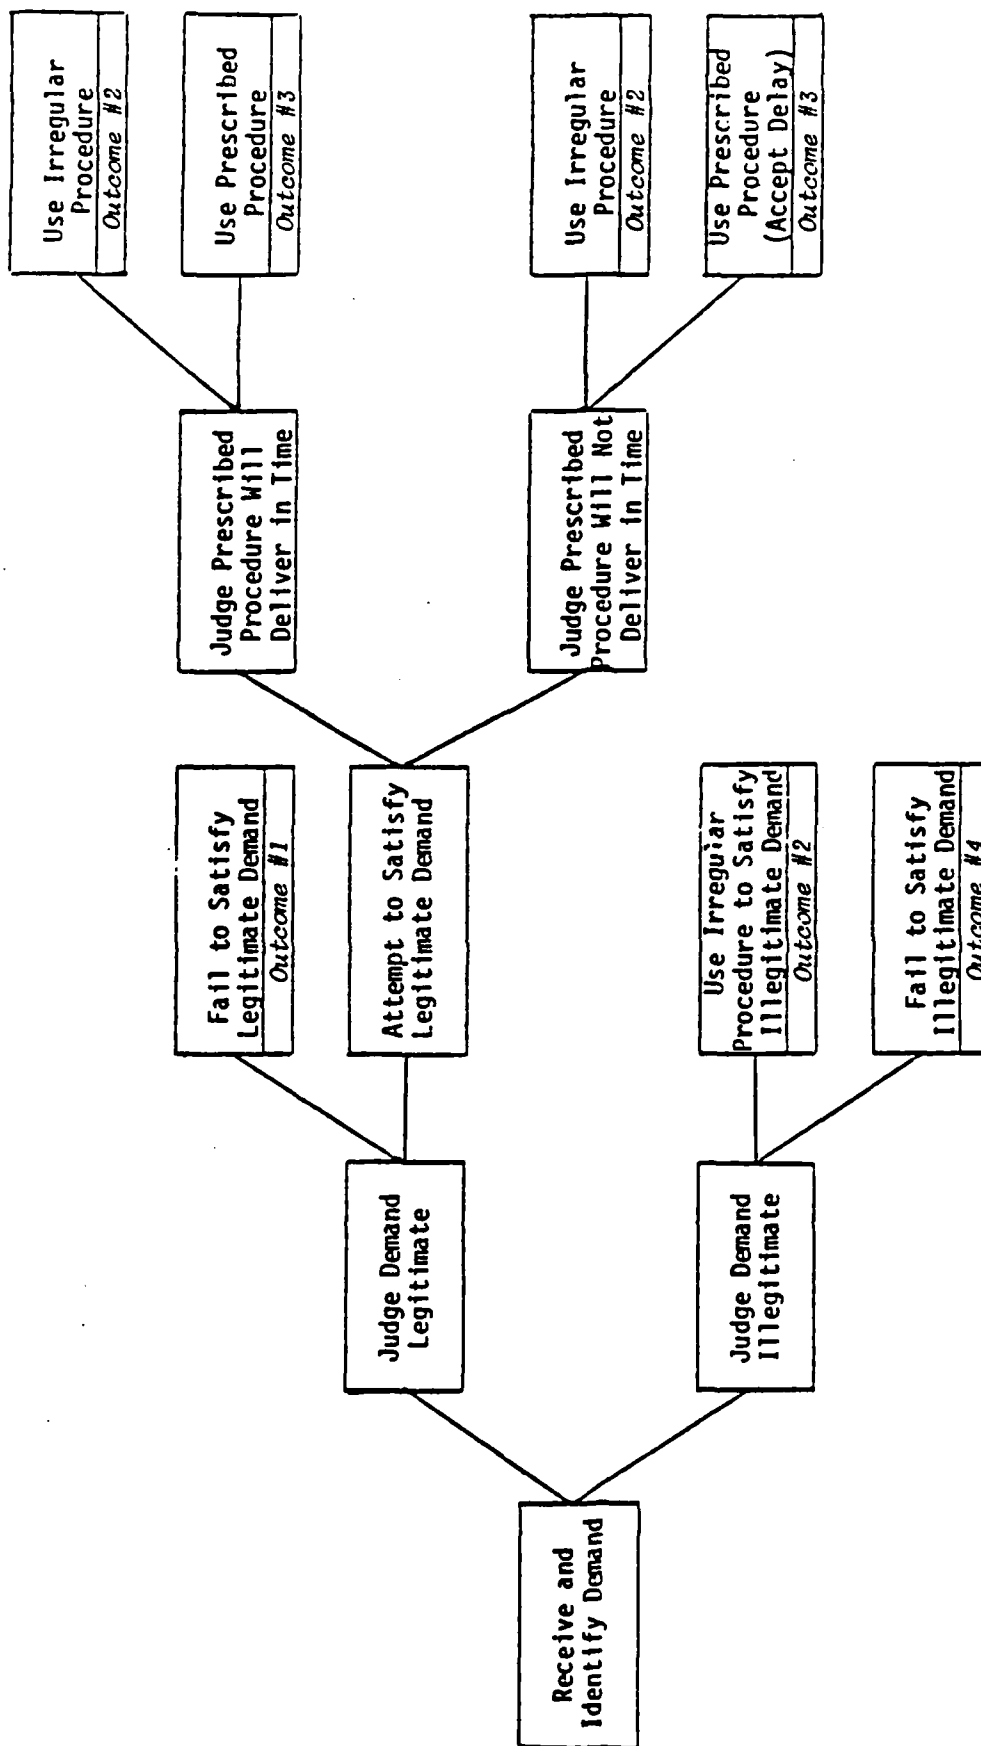 Receive and
Identify Demand
Judge Demand
Legitimate
Judge Demand
Illegitimate
Fail to Satisfy
Legitimate Demand
Outcome #1
Attempt to Satisfy
Legitimate Demand
Use Irregular
Procedure to Satisfy
Illegitimate Demand
Outcome #2
Fail to Satisfy
Illegitimate Demand
Outcome #4
Judge Prescribed
Procedure Will
Deliver in Time
Judge Prescribed
Procedure Will Not
Deliver in Time
Use Irregular
Procedure
Outcome #2
Use Prescribed
Procedure
Outcome #3
Use Irregular
Procedure
Outcome #2
Use Prescribed
Procedure
(Accept Delay)
Outcome #3